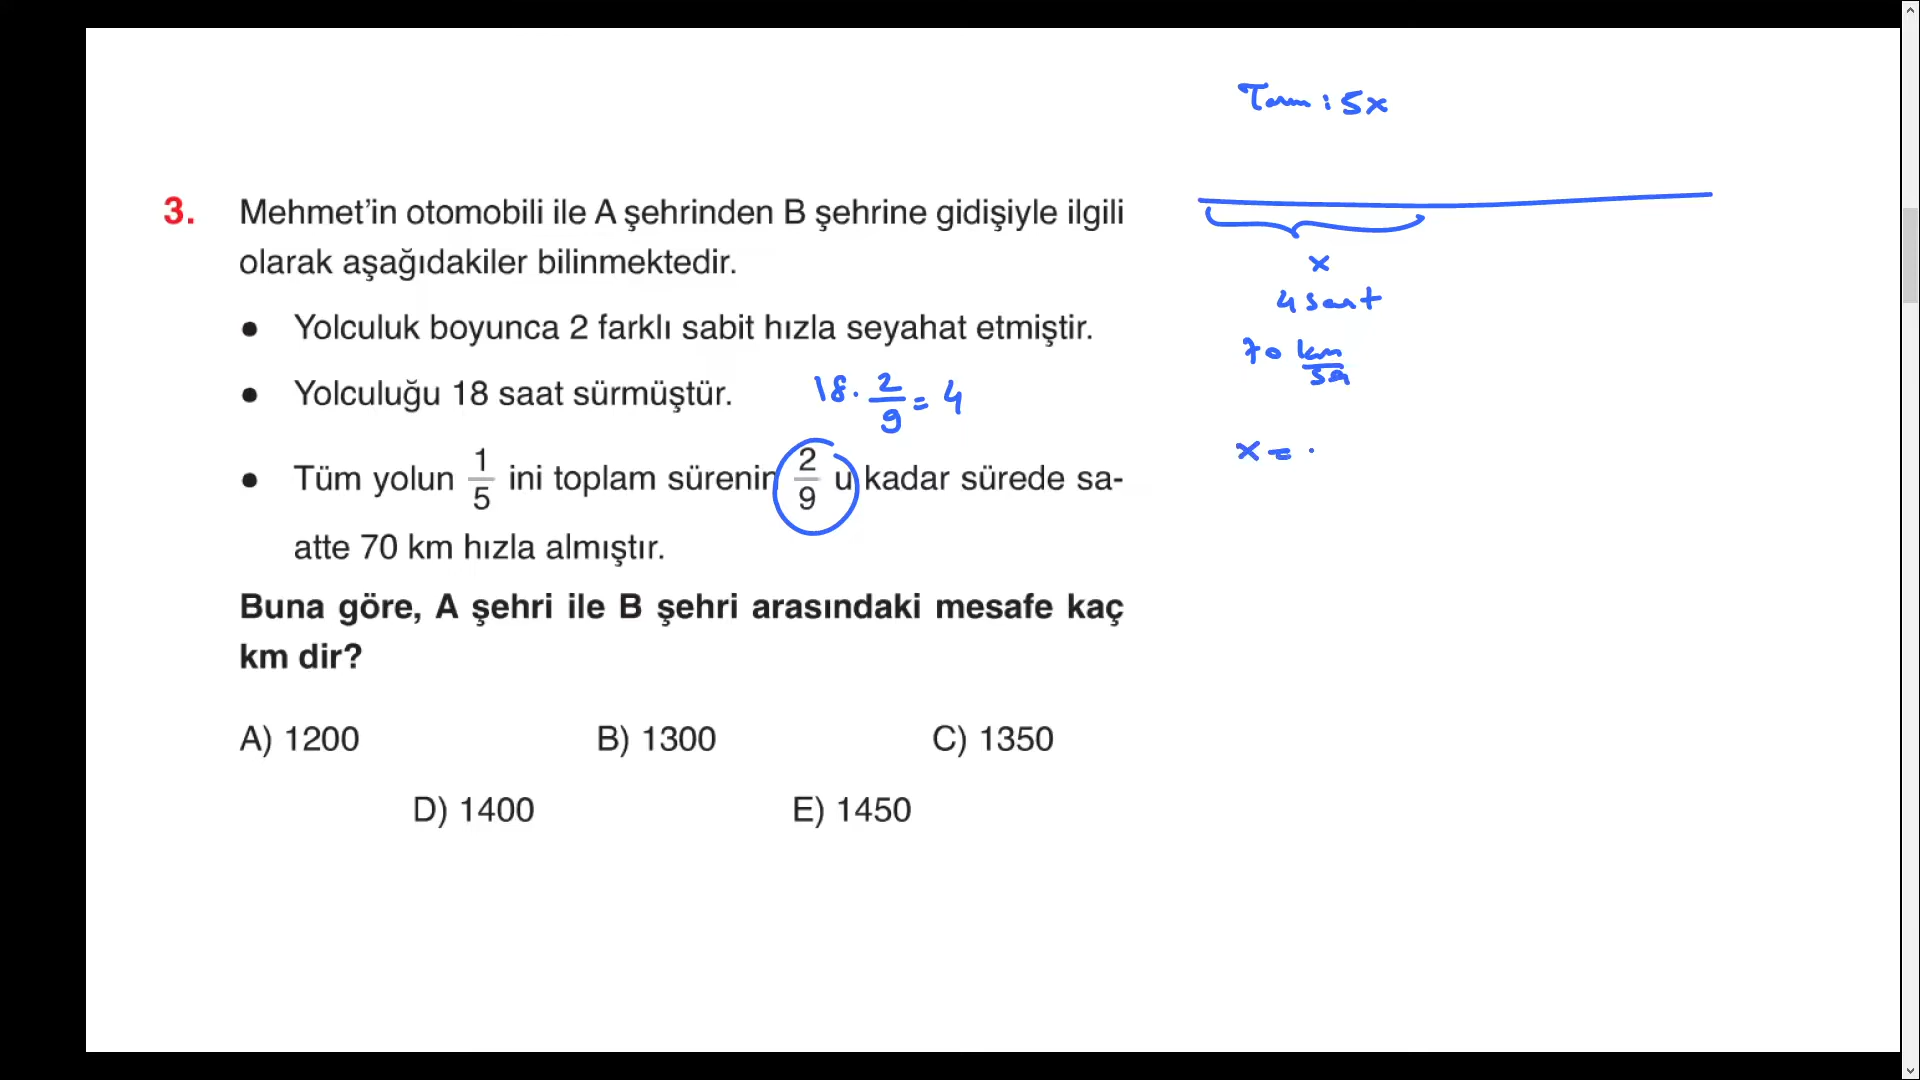 Tamı : 5x
3. Mehmet’in otomobili ile A şehrinden B şehrine gidişiyle ilgili
olarak aşağıdakiler bilinmektedir.
x
4 saat
● Yolculuk boyunca 2 farklı sabit hızla seyahat etmiştir.
70 km/sa
● Yolculuğu 18 saat sürmüştür. 18 · 2/9 = 4
x = ·
● Tüm yolun 1/5 ini toplam sürenin 2/9 u kadar sürede sa-
atte 70 km hızla almıştır.
Buna göre, A şehri ile B şehri arasındaki mesafe kaç
km dir?
A) 1200 B) 1300 C) 1350
D) 1400 E) 1450